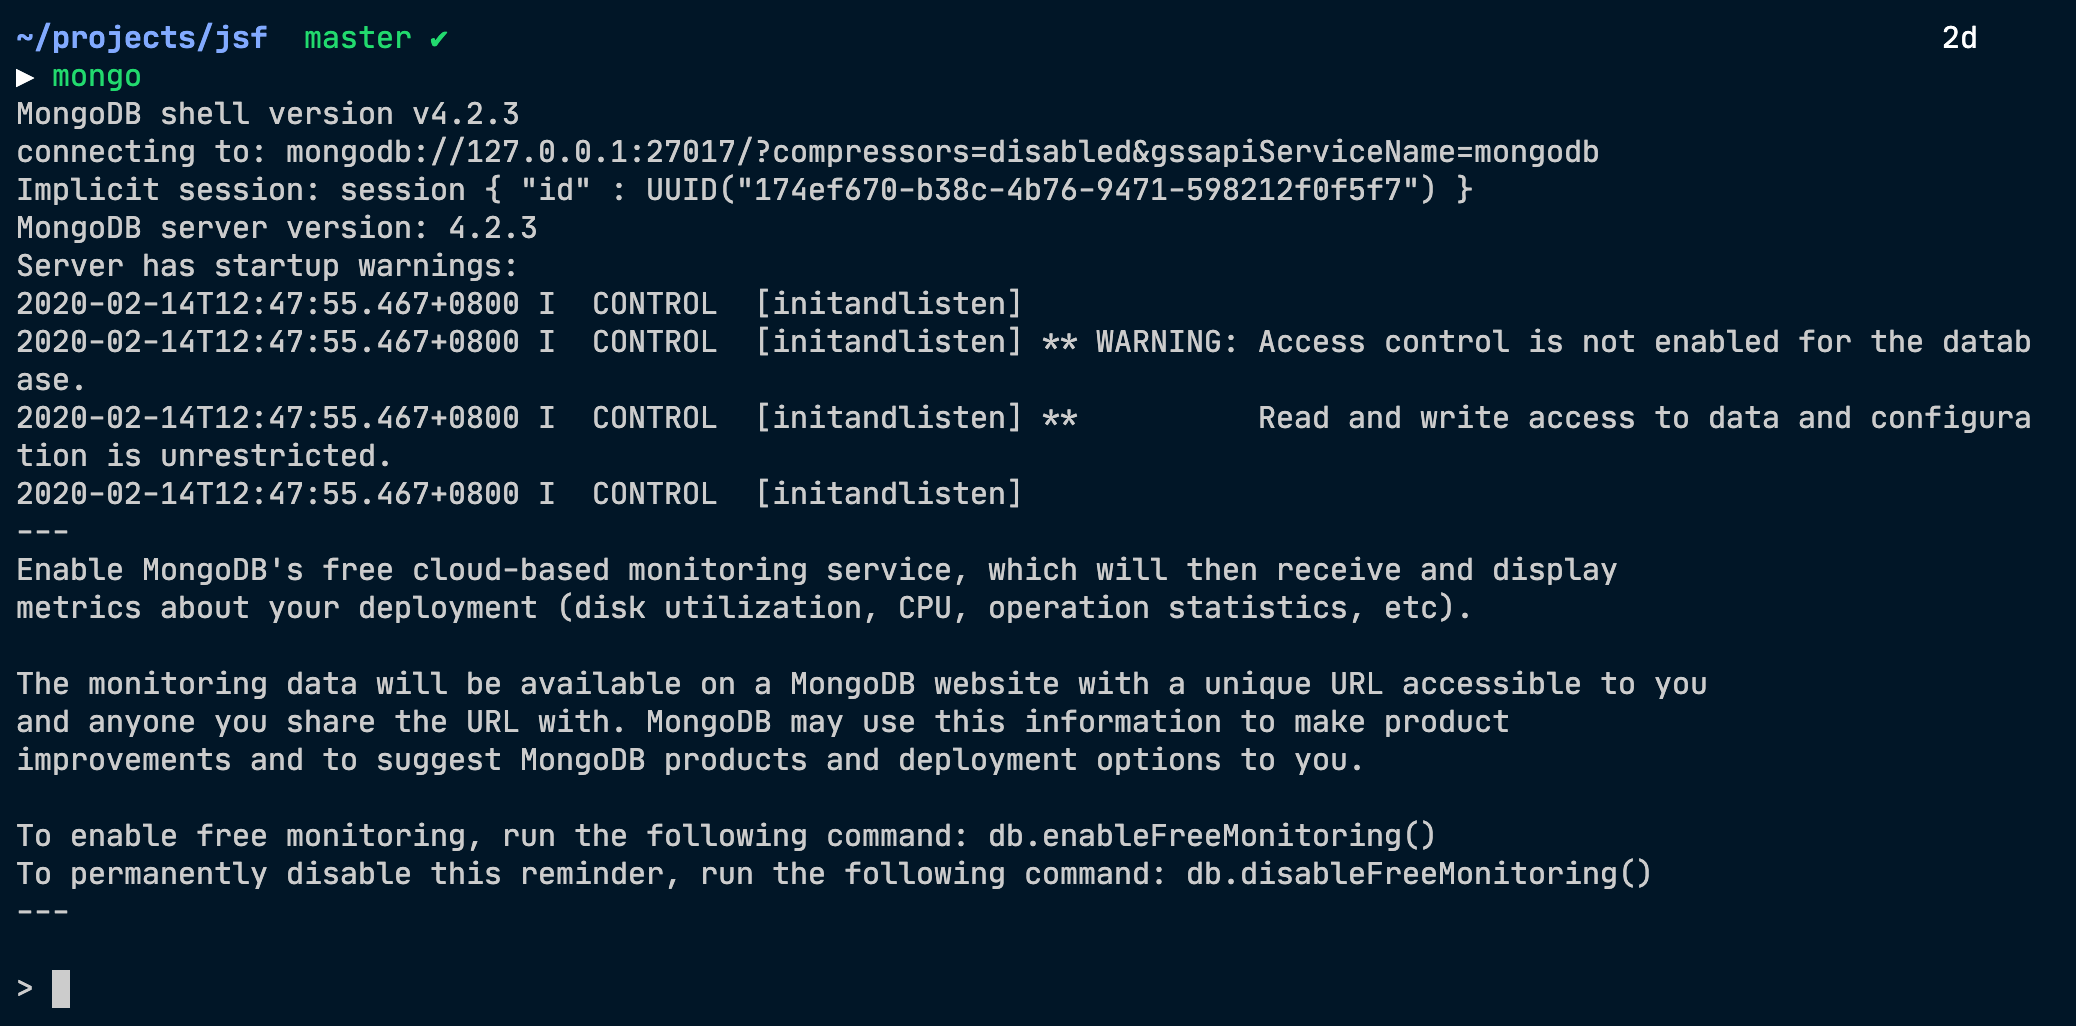 ~/projects/jsf  master ✔ 2d
▶ mongo
MongoDB shell version v4.2.3
connecting to: mongodb://127.0.0.1:27017/?compressors=disabled&gssapiServiceName=mongodb
Implicit session: session { "id" : UUID("174ef670-b38c-4b76-9471-598212f0f5f7") }
MongoDB server version: 4.2.3
Server has startup warnings:
2020-02-14T12:47:55.467+0800 I  CONTROL  [initandlisten]
2020-02-14T12:47:55.467+0800 I  CONTROL  [initandlisten] ** WARNING: Access control is not enabled for the datab
ase.
2020-02-14T12:47:55.467+0800 I  CONTROL  [initandlisten] **          Read and write access to data and configura
tion is unrestricted.
2020-02-14T12:47:55.467+0800 I  CONTROL  [initandlisten]
---
Enable MongoDB's free cloud-based monitoring service, which will then receive and display
metrics about your deployment (disk utilization, CPU, operation statistics, etc).

The monitoring data will be available on a MongoDB website with a unique URL accessible to you
and anyone you share the URL with. MongoDB may use this information to make product
improvements and to suggest MongoDB products and deployment options to you.

To enable free monitoring, run the following command: db.enableFreeMonitoring()
To permanently disable this reminder, run the following command: db.disableFreeMonitoring()
---

>